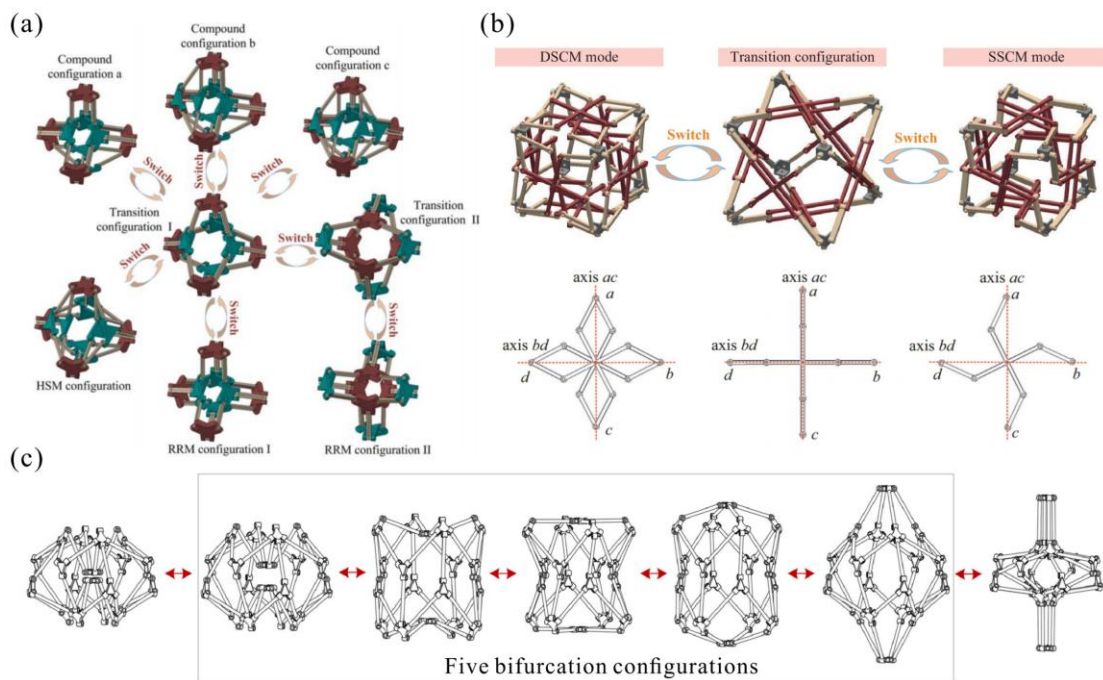 (a)
Compound
configuration b
Compound
configuration a
Compound
configuration c
Switch
Switch
Switch
Transition
configuration I
Transition
configuration II
Switch
Switch
HSM configuration
Switch
Switch
RRM configuration I
RRM configuration II
(b)
DSCM mode
Transition configuration
SSCM mode
Switch
Switch
axis ac
a
axis bd
d
b
c
axis ac
a
axis bd
d
b
c
axis ac
a
axis bd
d
b
c
(c)
Five bifurcation configurations